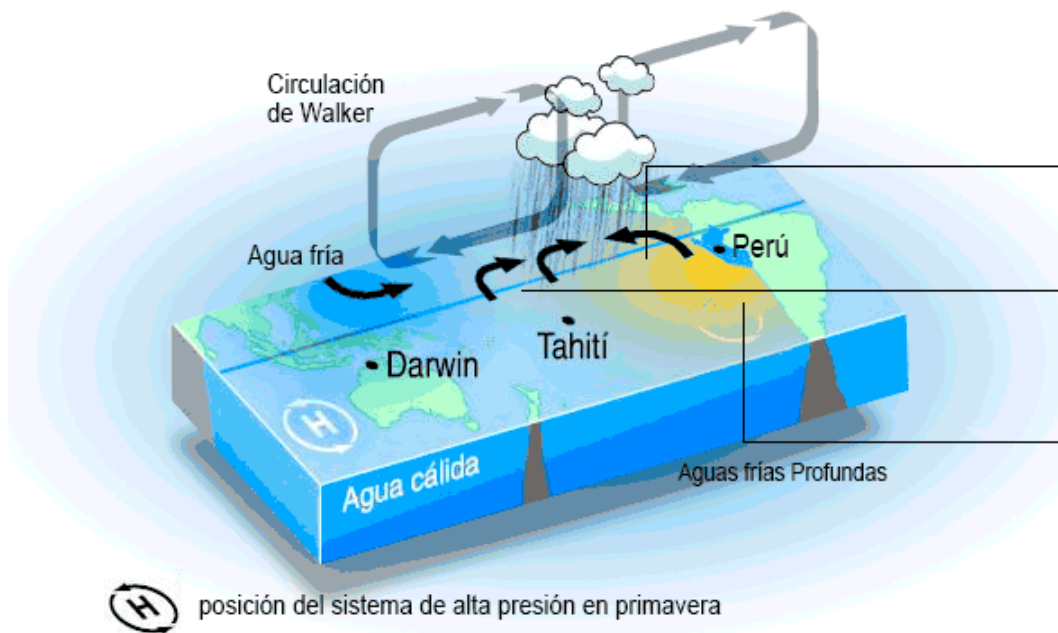 Circulación
de Walker
Agua fría
Perú
Tahití
Darwin
H
Agua cálida
Aguas frías Profundas
H
posición del sistema de alta presión en primavera